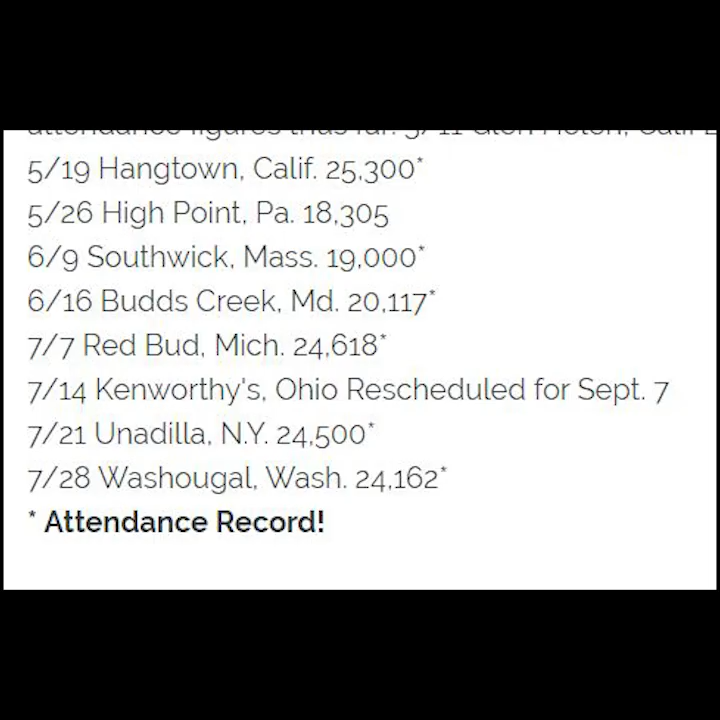 5/19 Hangtown, Calif. 25,300*
5/26 High Point, Pa. 18,305
6/9 Southwick, Mass. 19,000*
6/16 Budds Creek, Md. 20,117*
7/7 Red Bud, Mich. 24,618*
7/14 Kenworthy's, Ohio Rescheduled for Sept. 7
7/21 Unadilla, N.Y. 24,500*
7/28 Washougal, Wash. 24,162*
* Attendance Record!